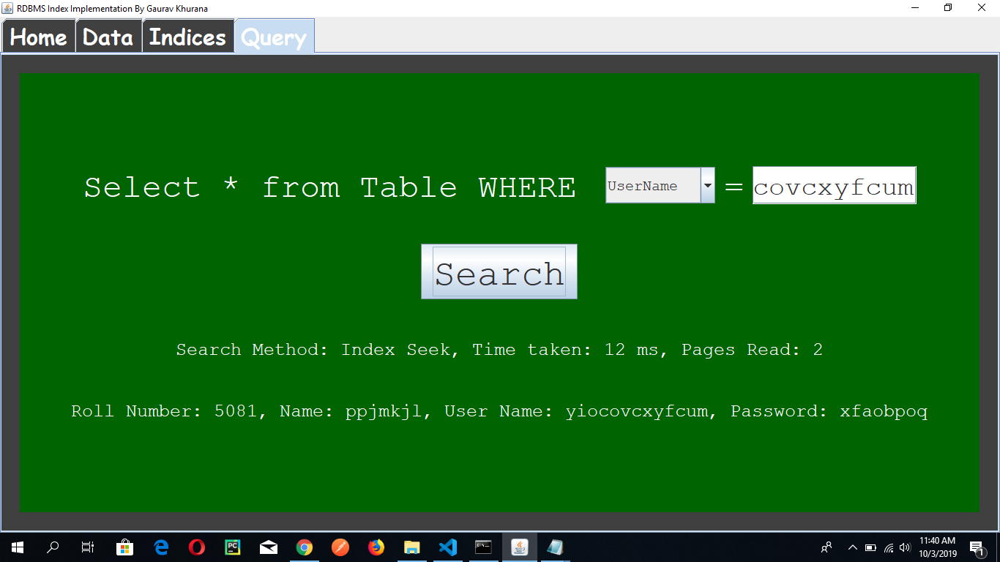 RDBMS Index Implementation By Gaurav Khurana
Home Data Indices Query
Select * from Table WHERE UserName = covcxyfcum
Search
Search Method: Index Seek, Time taken: 12 ms, Pages Read: 2
Roll Number: 5081, Name: ppjmkjl, User Name: yiocovcxyfcum, Password: xfaobpoq
PC
C:\.
11:40 AM
10/3/2019
1